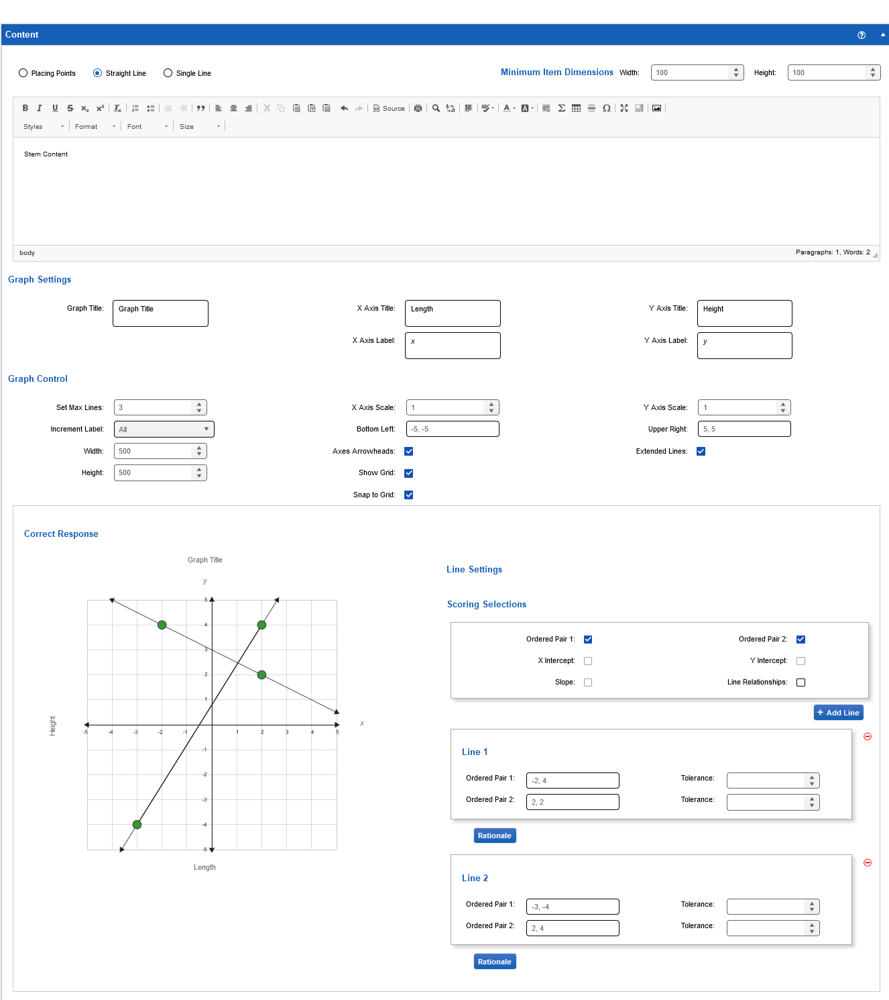 Content
Placing Points Straight Line Single Line Minimum Item Dimensions Width: 100 Height: 100
Source
Styles Format Font Size
Stem Content
body Paragraphs: 1, Words: 2
Graph Settings
Graph Title: Graph Title X Axis Title: Length Y Axis Title: Height
X Axis Label: x Y Axis Label: y
Graph Control
Set Max Lines: 3 X Axis Scale: 1 Y Axis Scale: 1
Increment Label: All Bottom Left: -5, -5 Upper Right: 5, 5
Width: 500 Axes Arrowheads: Extended Lines:
Height: 500 Show Grid:
Snap to Grid:
Correct Response
Graph Title
y
5
4
3
2
1
-5 -4 -3 -2 -1 1 2 3 4 5
-1
-2
-3
-4
-5
x
Height
Length
Line Settings
Scoring Selections
Ordered Pair 1: Ordered Pair 2:
X Intercept: Y Intercept:
Slope: Line Relationships:
+ Add Line
Line 1
Ordered Pair 1: -2, 4 Tolerance:
Ordered Pair 2: 2, 2 Tolerance:
Rationale
Line 2
Ordered Pair 1: -3, -4 Tolerance:
Ordered Pair 2: 2, 4 Tolerance:
Rationale